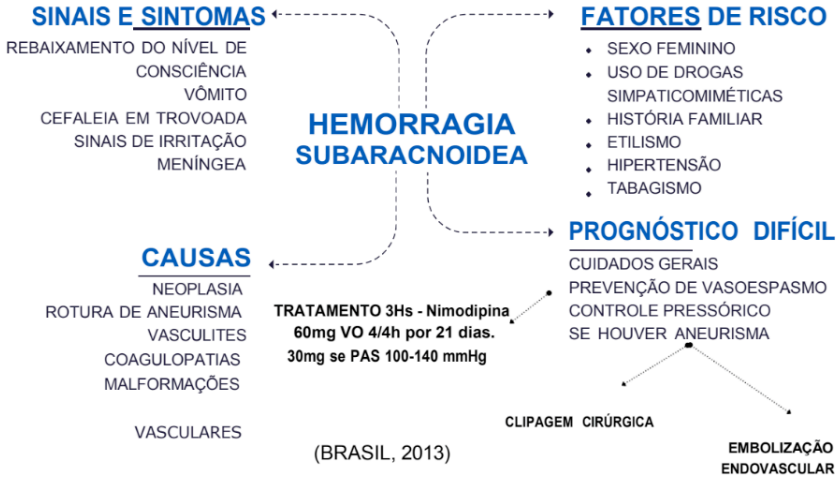 SINAIS E SINTOMAS
REBAIXAMENTO DO NÍVEL DE
CONSCIÊNCIA
VÔMITO
CEFALEIA EM TROVOADA
SINAIS DE IRRITAÇÃO
MENÍNGEA
FATORES DE RISCO
• SEXO FEMININO
• USO DE DROGAS
SIMPATICOMIMÉTICAS
• HISTÓRIA FAMILIAR
• ETILISMO
• HIPERTENSÃO
• TABAGISMO
HEMORRAGIA
SUBARACNOIDEA
CAUSAS
NEOPLASIA
ROTURA DE ANEURISMA
VASCULITES
COAGULOPATIAS
MALFORMAÇÕES
VASCULARES
PROGNÓSTICO DIFÍCIL
CUIDADOS GERAIS
PREVENÇÃO DE VASOESPASMO
CONTROLE PRESSÓRICO
SE HOUVER ANEURISMA
TRATAMENTO 3Hs - Nimodipina
60mg VO 4/4h por 21 dias.
30mg se PAS 100-140 mmHg
CLIPAGEM CIRÚRGICA
EMBOLIZAÇÃO
ENDOVASCULAR
(BRASIL, 2013)